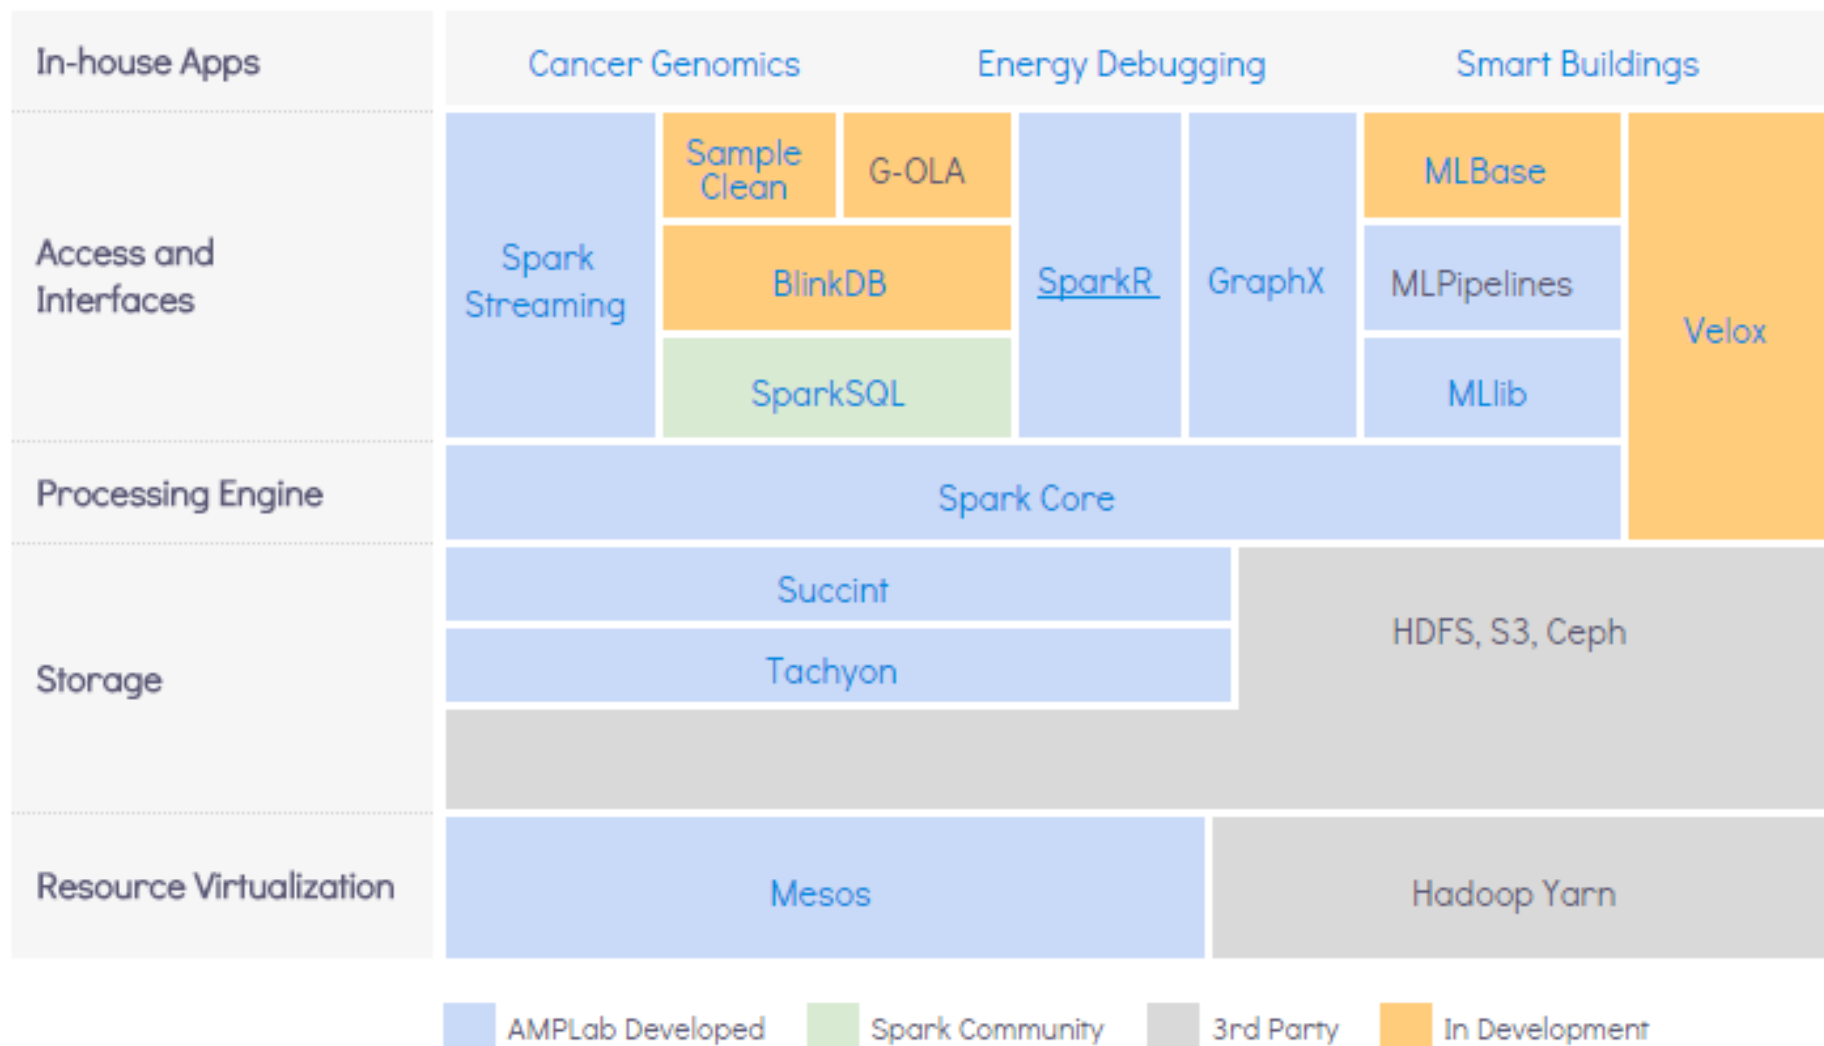 In-house Apps
Cancer Genomics
Energy Debugging
Smart Buildings
Access and
Interfaces
Spark
Streaming
Sample
Clean
G-OLA
BlinkDB
SparkSQL
SparkR
GraphX
MLBase
MLPipelines
MLlib
Velox
Processing Engine
Spark Core
Storage
Succint
Tachyon
HDFS, S3, Ceph
Resource Virtualization
Mesos
Hadoop Yarn
AMPLab Developed
Spark Community
3rd Party
In Development